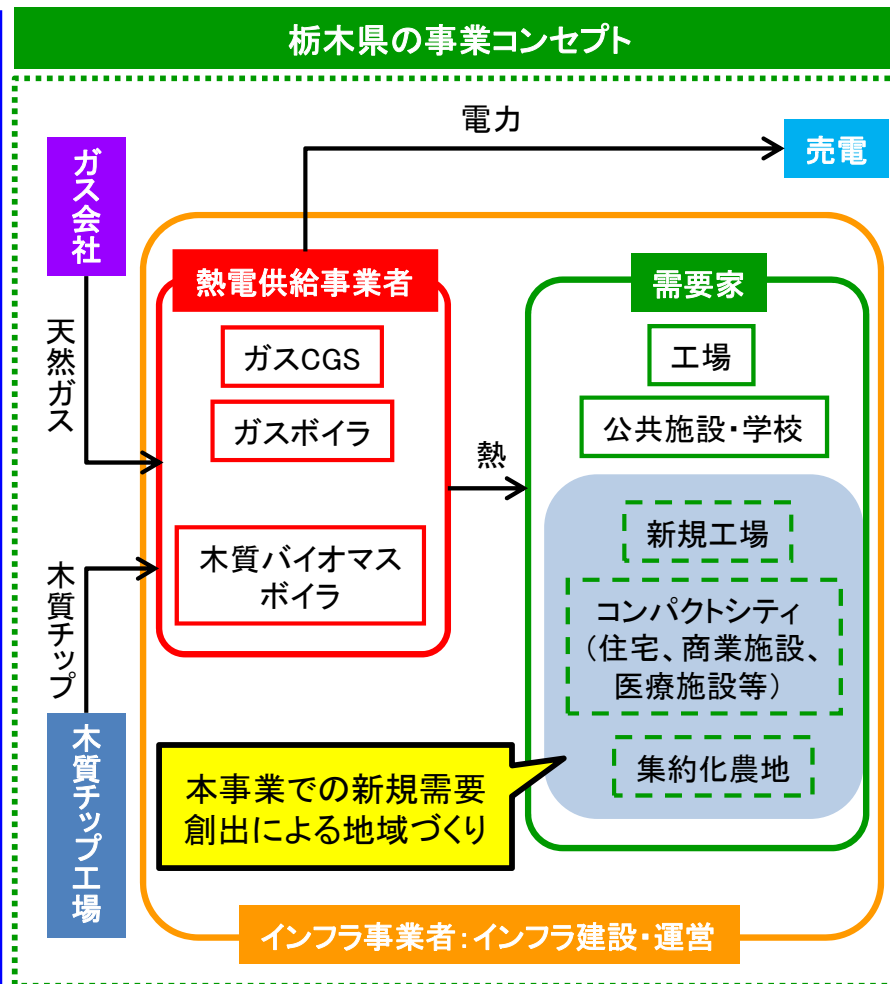 栃木県の事業コンセプト
電力
売電
ガス会社
天然ガス
熱電供給事業者
ガスCGS
ガスボイラ
木質バイオマス
ボイラ
熱
需要家
工場
公共施設・学校
新規工場
コンパクトシティ
（住宅、商業施設、
医療施設等）
集約化農地
木質チップ
木質チップ工場
本事業での新規需要
創出による地域づくり
インフラ事業者：インフラ建設・運営